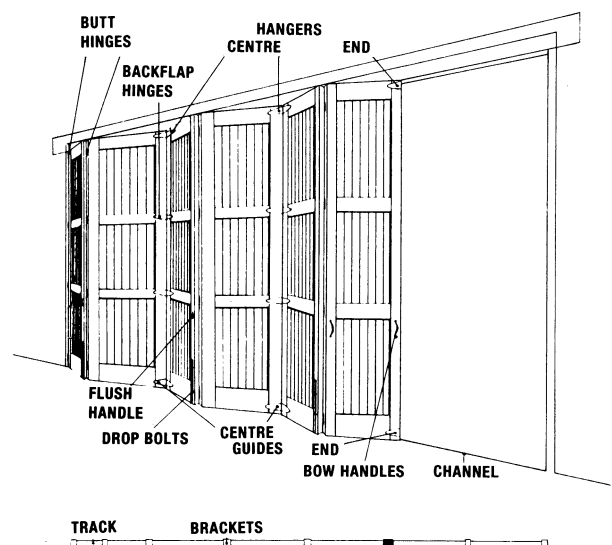 BUTT
HINGES
BACKFLAP
HINGES
HANGERS
CENTRE
END
FLUSH
HANDLE
DROP BOLTS
CENTRE
GUIDES
END
BOW HANDLES
CHANNEL
TRACK
BRACKETS